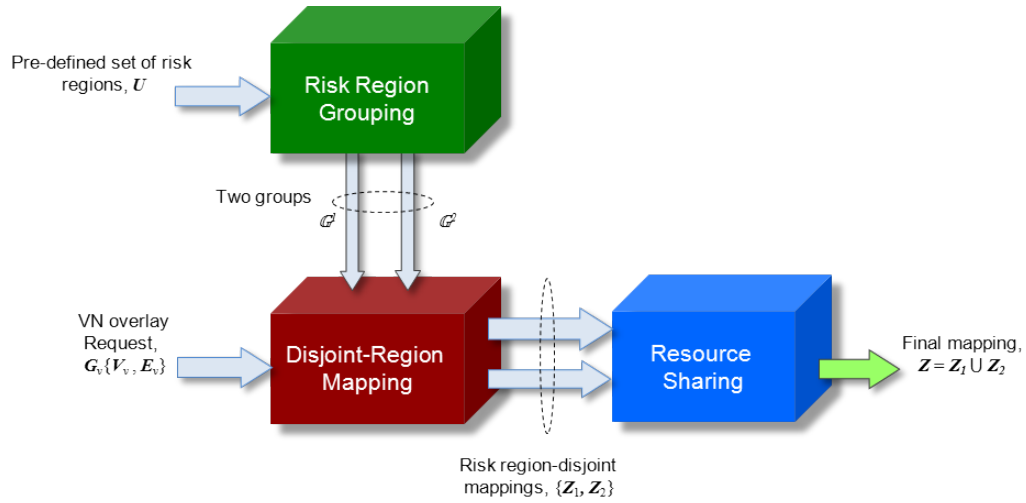 Pre-defined set of risk
regions, U
Risk Region
Grouping
Two groups
𝔾¹
𝔾²
VN overlay
Request,
Gᵥ{Vᵥ , Eᵥ}
Disjoint-Region
Mapping
Resource
Sharing
Final mapping,
Z = Z₁ ∪ Z₂
Risk region-disjoint
mappings, {Z₁, Z₂}